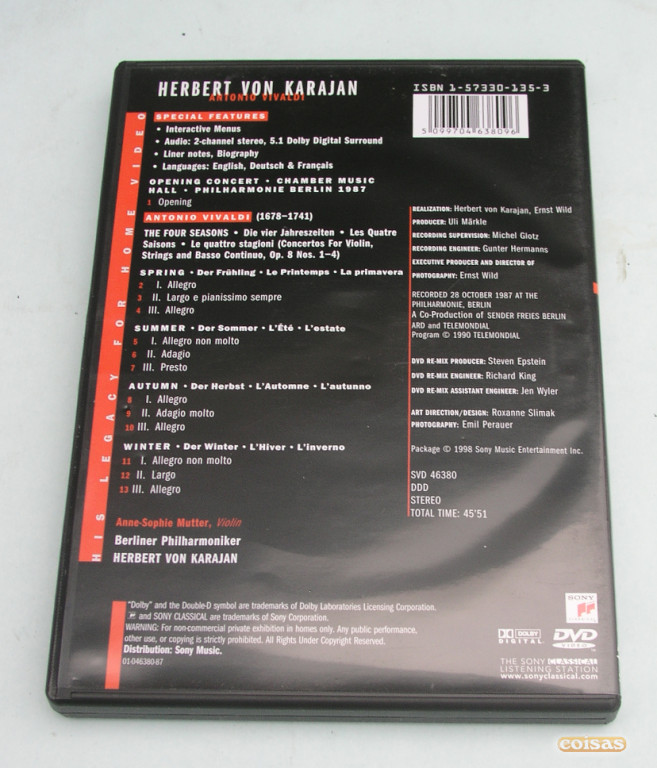 HERBERT VON KARAJAN
ANTONIO VIVALDI
ISBN 1-57330-135-3
5 099704 638096
HIS LEGACY FOR HOME VIDEO
SPECIAL FEATURES
• Interactive Menus
• Audio: 2-channel stereo, 5.1 Dolby Digital Surround
• Liner notes, Biography
• Languages: English, Deutsch & Français
OPENING CONCERT • CHAMBER MUSIC
HALL • PHILHARMONIE BERLIN 1987
1 Opening
ANTONIO VIVALDI (1678–1741)
THE FOUR SEASONS • Die vier Jahreszeiten • Les Quatre
Saisons • Le quattro stagioni (Concertos For Violin,
Strings and Basso Continuo, Op. 8 Nos. 1–4)
SPRING • Der Frühling • Le Printemps • La primavera
2 I. Allegro
3 II. Largo e pianissimo sempre
4 III. Allegro
SUMMER • Der Sommer • L'Été • L'estate
5 I. Allegro non molto
6 II. Adagio
7 III. Presto
AUTUMN • Der Herbst • L'Automne • L'autunno
8 I. Allegro
9 II. Adagio molto
10 III. Allegro
WINTER • Der Winter • L'Hiver • L'inverno
11 I. Allegro non molto
12 II. Largo
13 III. Allegro
Anne-Sophie Mutter, Violin
Berliner Philharmoniker
HERBERT VON KARAJAN
REALIZATION: Herbert von Karajan, Ernst Wild
PRODUCER: Uli Märkle
RECORDING SUPERVISION: Michel Glotz
RECORDING ENGINEER: Gunter Hermanns
EXECUTIVE PRODUCER AND DIRECTOR OF
PHOTOGRAPHY: Ernst Wild
RECORDED 28 OCTOBER 1987 AT THE
PHILHARMONIE, BERLIN
A Co-Production of SENDER FREIES BERLIN
ARD and TELEMONDIAL
Program © 1990 TELEMONDIAL
DVD RE-MIX PRODUCER: Steven Epstein
DVD RE-MIX ENGINEER: Richard King
DVD RE-MIX ASSISTANT ENGINEER: Jen Wyler
ART DIRECTION/DESIGN: Roxanne Slimak
PHOTOGRAPHY: Emil Perauer
Package © 1998 Sony Music Entertainment Inc.
SVD 46380
DDD
STEREO
TOTAL TIME: 45'51
"Dolby" and the Double-D symbol are trademarks of Dolby Laboratories Licensing Corporation.
and SONY CLASSICAL are trademarks of Sony Corporation.
WARNING: For non-commercial private exhibition in homes only. Any public performance,
other use, or copying is strictly prohibited. All Rights Under Copyright Reserved.
Distribution: Sony Music.
01-046380-87
SONY
DOLBY
DIGITAL
DVD
VIDEO
THE SONY CLASSICAL
LISTENING STATION
www.sonyclassical.com
coisas